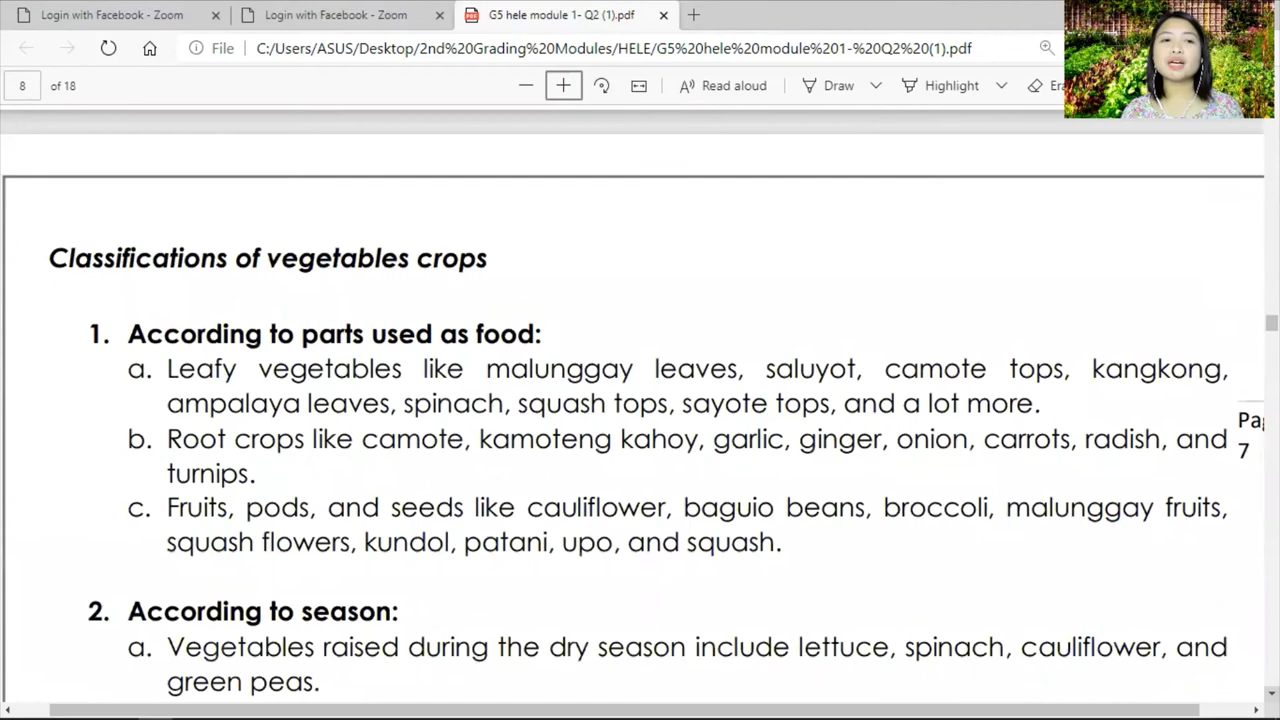 Login with Facebook - Zoom
Login with Facebook - Zoom
G5 hele module 1- Q2 (1).pdf
File
C:/Users/ASUS/Desktop/2nd%20Grading%20Modules/HELE/G5%20hele%20module%201-%20Q2%20(1).pdf
8 of 18
Read aloud
Draw
Highlight
Classifications of vegetables crops
1. According to parts used as food:
a. Leafy vegetables like malunggay leaves, saluyot, camote tops, kangkong,
ampalaya leaves, spinach, squash tops, sayote tops, and a lot more.
b. Root crops like camote, kamoteng kahoy, garlic, ginger, onion, carrots, radish, and
turnips.
c. Fruits, pods, and seeds like cauliflower, baguio beans, broccoli, malunggay fruits,
squash flowers, kundol, patani, upo, and squash.
7
2. According to season:
a. Vegetables raised during the dry season include lettuce, spinach, cauliflower, and
green peas.